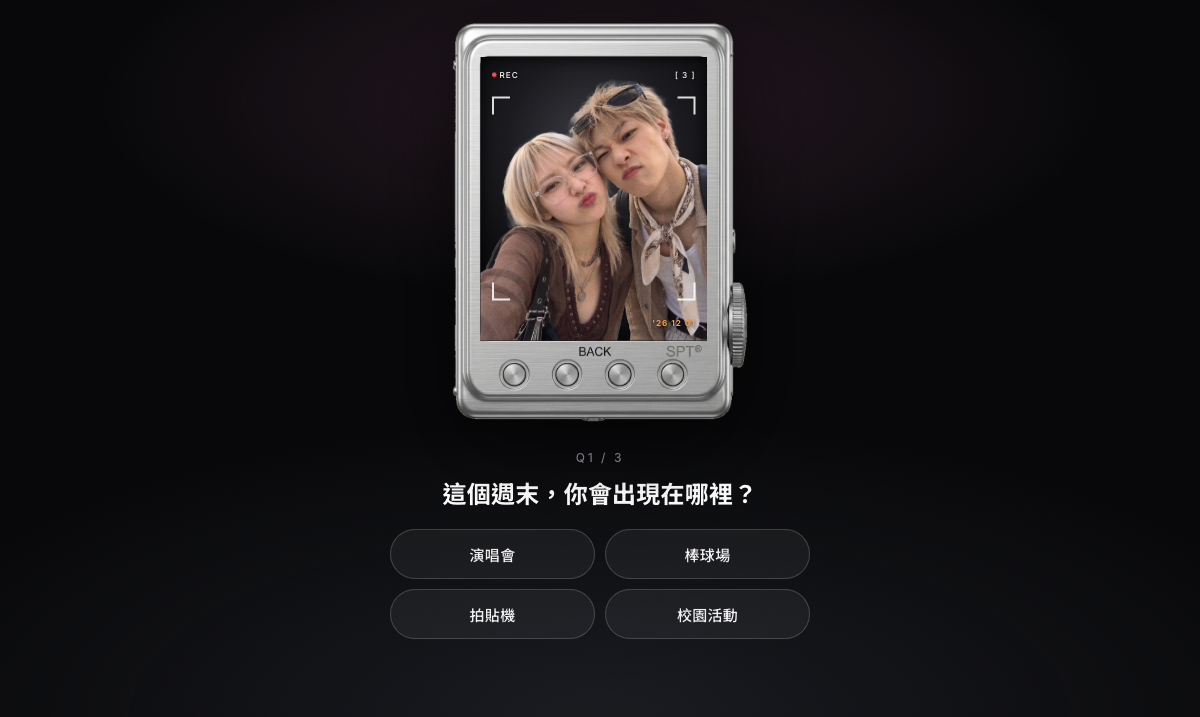 REC
[ 3 ]
'26 12
BACK
SPT®
Q1 / 3
這個週末，你會出現在哪裡？
演唱會
棒球場
拍貼機
校園活動